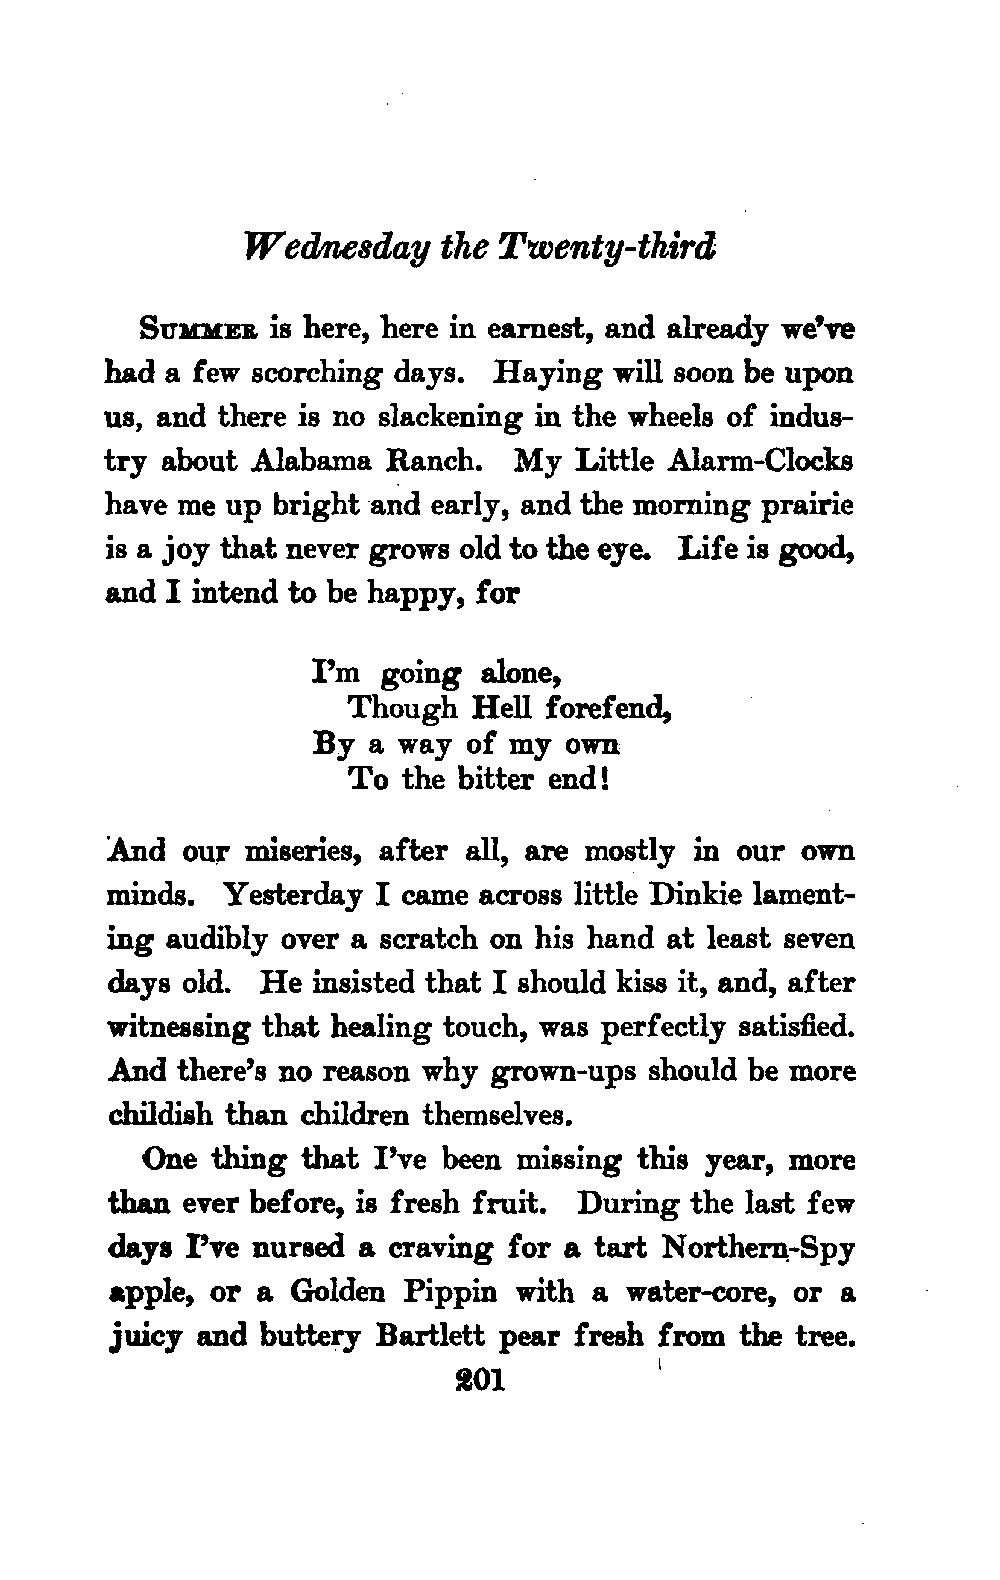 Wednesday the Twenty-third
SUMMER is here, here in earnest, and already we've
had a few scorching days. Haying will soon be upon
us, and there is no slackening in the wheels of indus-
try about Alabama Ranch. My Little Alarm-Clocks
have me up bright and early, and the morning prairie
is a joy that never grows old to the eye. Life is good,
and I intend to be happy, for
I'm going alone,
Though Hell forefend,
By a way of my own
To the bitter end!
And our miseries, after all, are mostly in our own
minds. Yesterday I came across little Dinkie lament-
ing audibly over a scratch on his hand at least seven
days old. He insisted that I should kiss it, and, after
witnessing that healing touch, was perfectly satisfied.
And there's no reason why grown-ups should be more
childish than children themselves.
One thing that I've been missing this year, more
than ever before, is fresh fruit. During the last few
days I've nursed a craving for a tart Northern-Spy
apple, or a Golden Pippin with a water-core, or a
juicy and buttery Bartlett pear fresh from the tree.
201